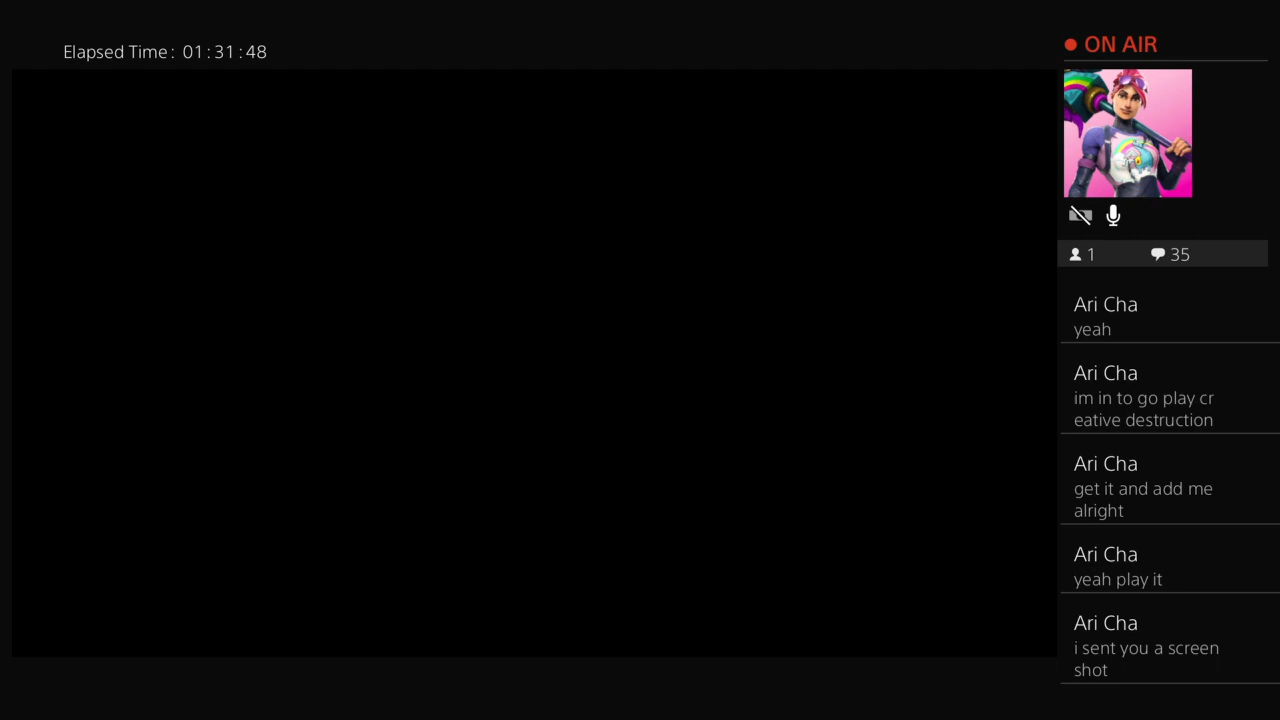 Elapsed Time: 01:31:48
ON AIR
1 35
Ari Cha
yeah
Ari Cha
im in to go play cr
eative destruction
Ari Cha
get it and add me
alright
Ari Cha
yeah play it
Ari Cha
i sent you a screen
shot